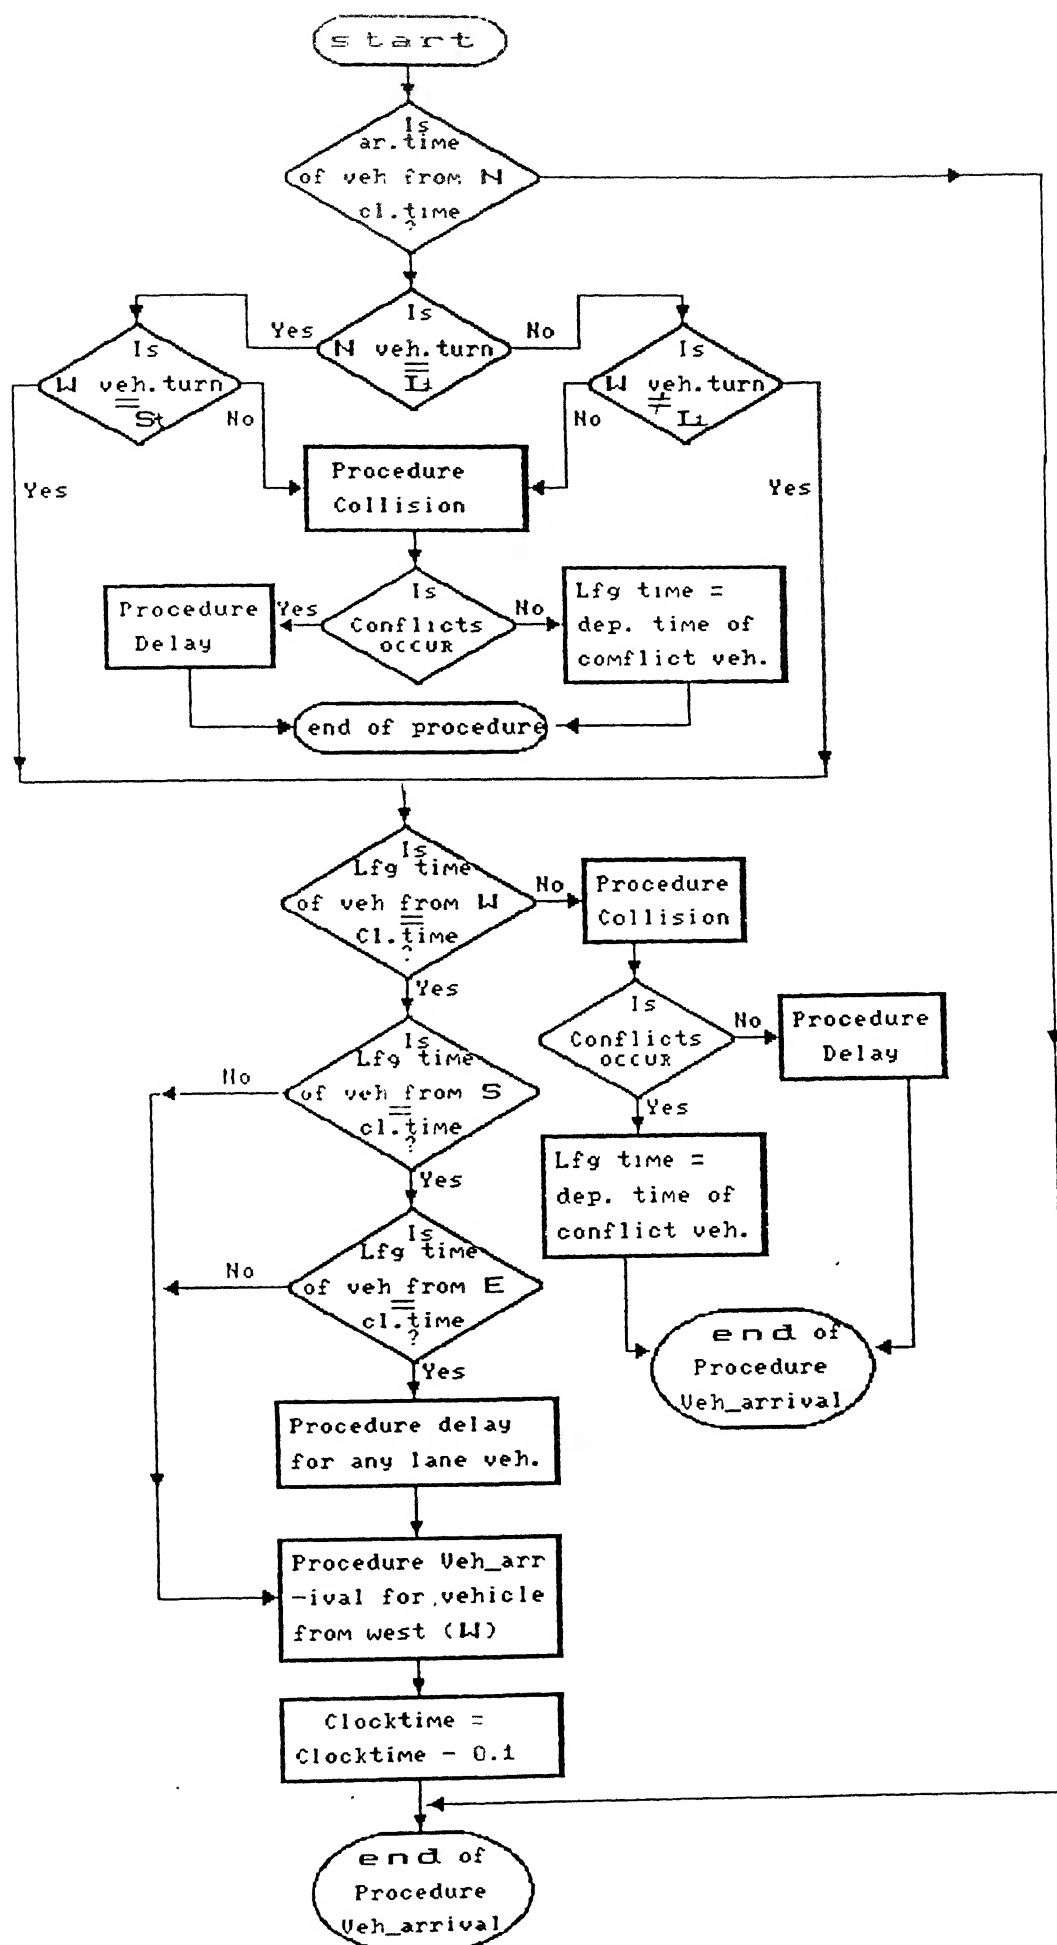 start
Is
ar.time
of veh from N
cl.time
?
Yes
Is
N veh.turn
=
Lt
No
Is
W veh.turn
=
St
No
Yes
Is
W veh.turn
≠
Lt
No
Yes
Procedure
Collision
Procedure
Delay
Yes
Is
Conflicts
OCCUR
No
Lfg time =
dep. time of
comflict veh.
end of procedure
Is
Lfg time
of veh from W
=
Cl.time
?
No
Procedure
Collision
Yes
Is
Conflicts
OCCUR
No
Procedure
Delay
Yes
Is
Lfg time
of veh from S
=
cl.time
?
No
Yes
Lfg time =
dep. time of
conflict veh.
Is
Lfg time
of veh from E
=
cl.time
?
No
Yes
end of
Procedure
Veh_arrival
Procedure delay
for any lane veh.
Procedure Veh_arr
-ival for vehicle
from west (W)
Clocktime =
Clocktime - 0.1
end of
Procedure
Veh_arrival